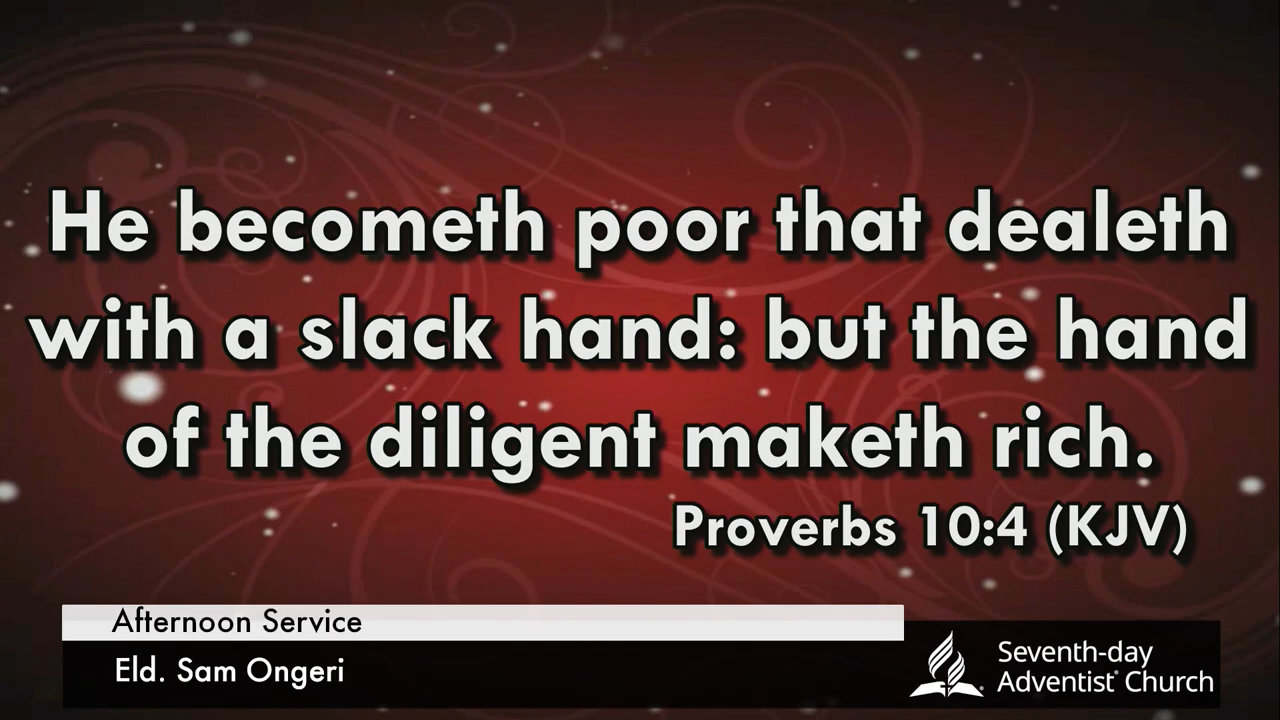 He becometh poor that dealeth
with a slack hand: but the hand
of the diligent maketh rich.
Proverbs 10:4 (KJV)
Afternoon Service
Eld. Sam Ongeri
Seventh-day
Adventist® Church